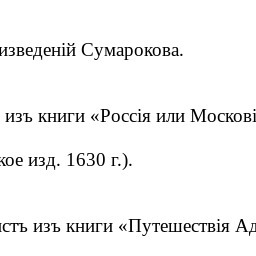 изведеній Сумарокова.
изъ книги «Россія или Московi
кое изд. 1630 г.).
стъ изъ книги «Путешествія Ад